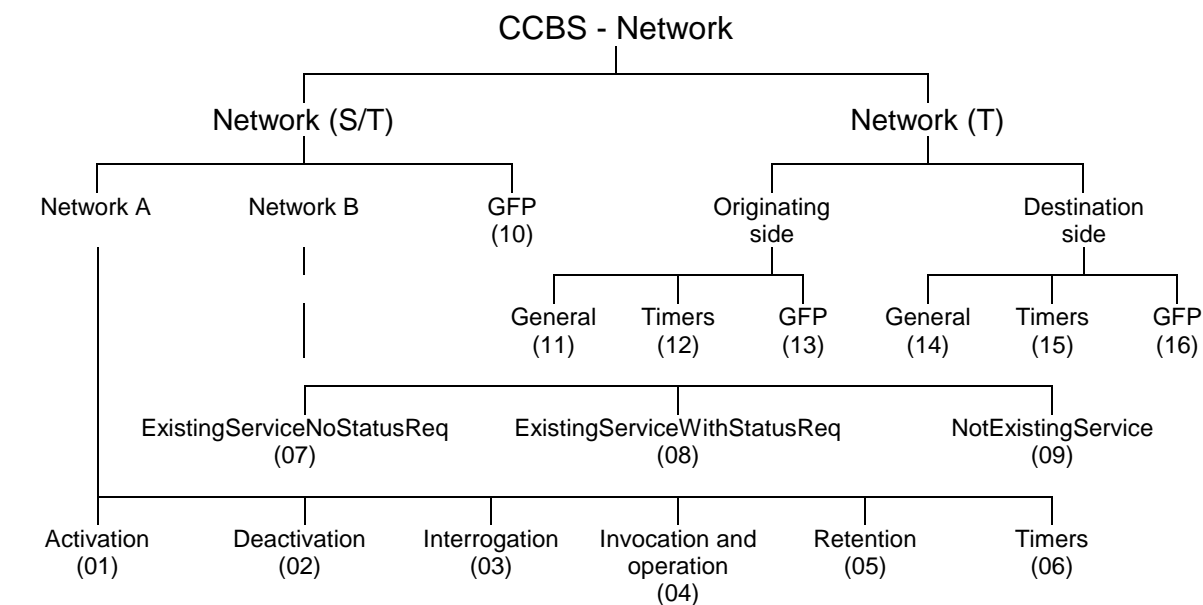 CCBS - Network
Network (S/T)
Network (T)
Network A
Network B
GFP
(10)
Originating
side
Destination
side
General
(11)
Timers
(12)
GFP
(13)
General
(14)
Timers
(15)
GFP
(16)
ExistingServiceNoStatusReq
(07)
ExistingServiceWithStatusReq
(08)
NotExistingService
(09)
Activation
(01)
Deactivation
(02)
Interrogation
(03)
Invocation and
operation
(04)
Retention
(05)
Timers
(06)